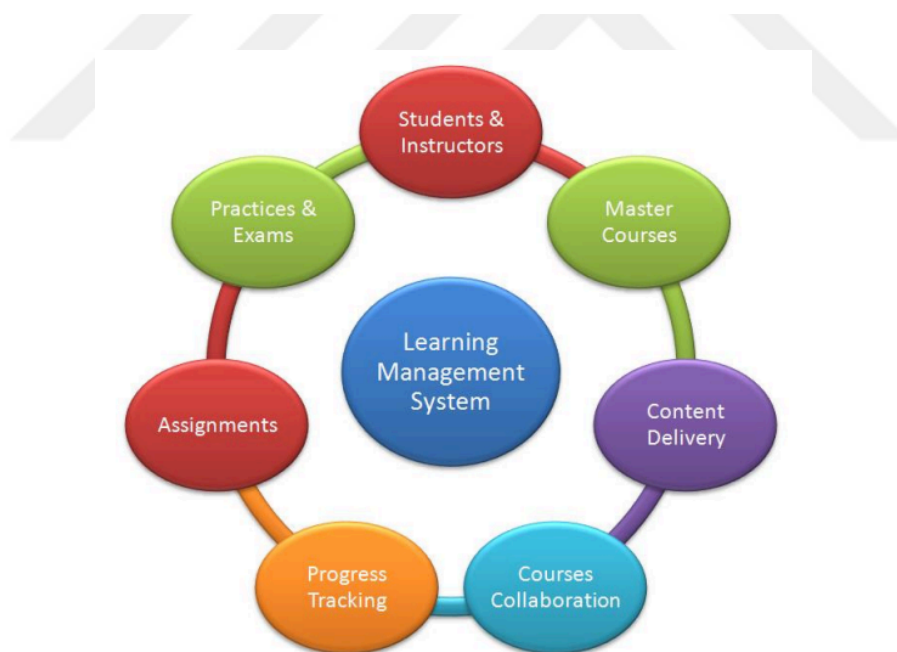 Students &
Instructors
Practices &
Exams
Master
Courses
Learning
Management
System
Assignments
Content
Delivery
Progress
Tracking
Courses
Collaboration